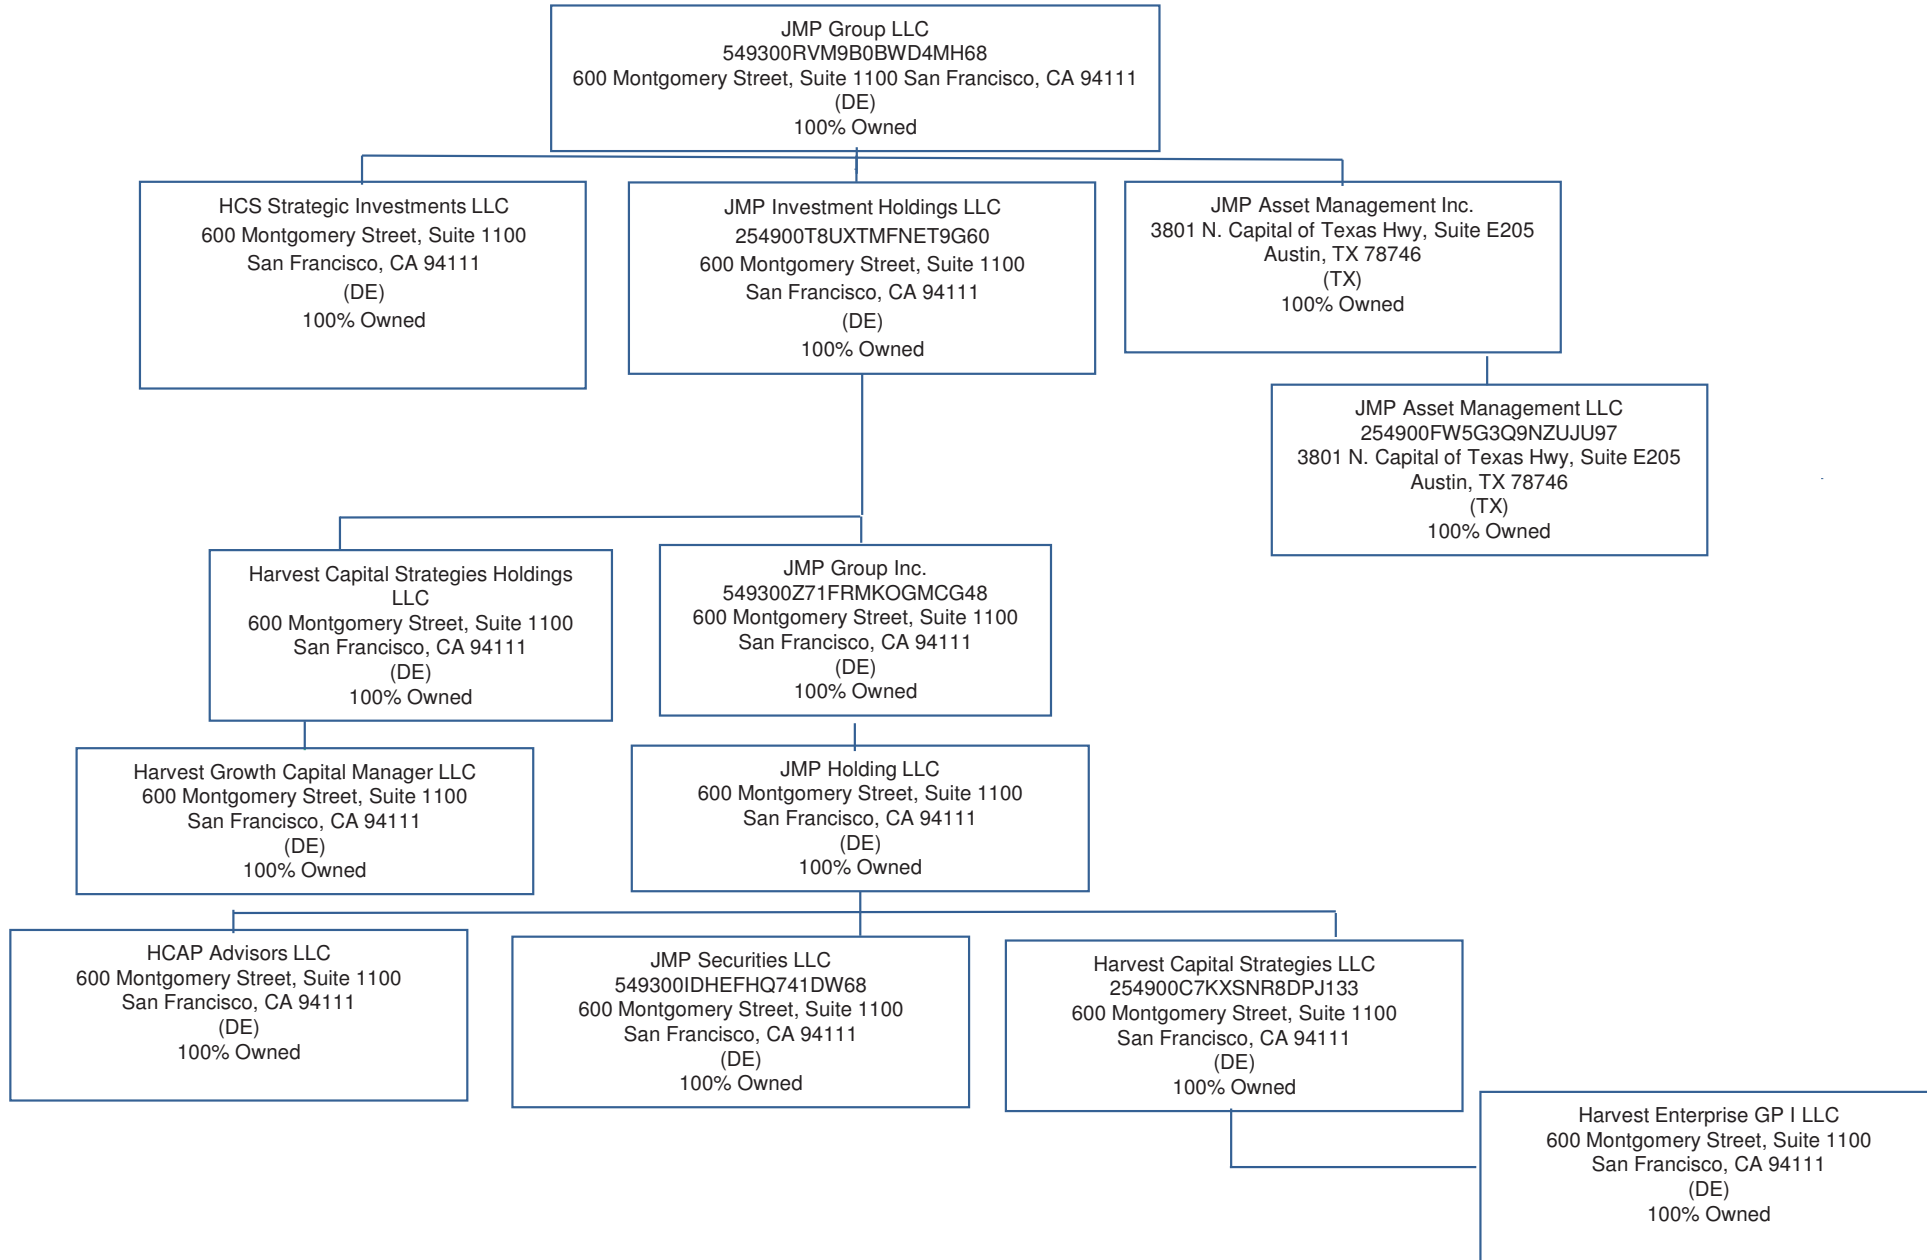 JMP Group LLC
549300RVM9B0BWD4MH68
600 Montgomery Street, Suite 1100 San Francisco, CA 94111
(DE)
100% Owned
HCS Strategic Investments LLC
600 Montgomery Street, Suite 1100
San Francisco, CA 94111
(DE)
100% Owned
JMP Investment Holdings LLC
254900T8UXTMFNET9G60
600 Montgomery Street, Suite 1100
San Francisco, CA 94111
(DE)
100% Owned
JMP Asset Management Inc.
3801 N. Capital of Texas Hwy, Suite E205
Austin, TX 78746
(TX)
100% Owned
JMP Asset Management LLC
254900FW5G3Q9NZUJU97
3801 N. Capital of Texas Hwy, Suite E205
Austin, TX 78746
(TX)
100% Owned
Harvest Capital Strategies Holdings
LLC
600 Montgomery Street, Suite 1100
San Francisco, CA 94111
(DE)
100% Owned
JMP Group Inc.
549300Z71FRMKOGMCG48
600 Montgomery Street, Suite 1100
San Francisco, CA 94111
(DE)
100% Owned
Harvest Growth Capital Manager LLC
600 Montgomery Street, Suite 1100
San Francisco, CA 94111
(DE)
100% Owned
JMP Holding LLC
600 Montgomery Street, Suite 1100
San Francisco, CA 94111
(DE)
100% Owned
HCAP Advisors LLC
600 Montgomery Street, Suite 1100
San Francisco, CA 94111
(DE)
100% Owned
JMP Securities LLC
549300IDHEFHQ741DW68
600 Montgomery Street, Suite 1100
San Francisco, CA 94111
(DE)
100% Owned
Harvest Capital Strategies LLC
254900C7KXSNR8DPJ133
600 Montgomery Street, Suite 1100
San Francisco, CA 94111
(DE)
100% Owned
Harvest Enterprise GP I LLC
600 Montgomery Street, Suite 1100
San Francisco, CA 94111
(DE)
100% Owned